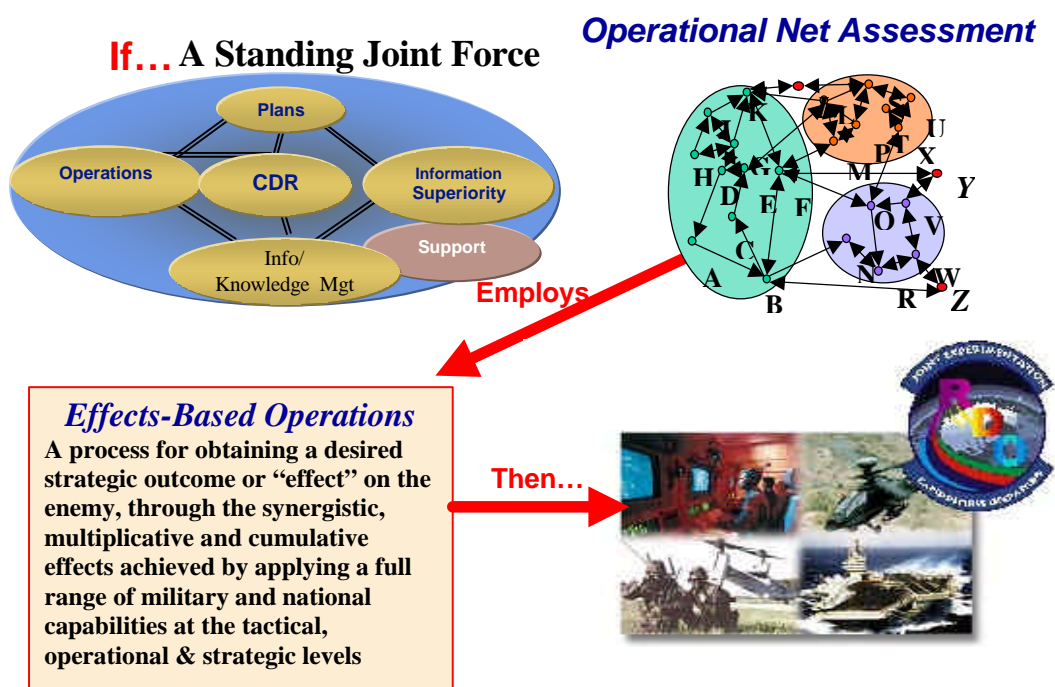 If… A Standing Joint Force
Operational Net Assessment
Plans
Operations
CDR
Information
Superiority
Support
Info/
Knowledge Mgt
K
J
I
U
P
T
X
H
G
M
Y
D
E
F
O
V
C
A
N
W
B
R
Z
Employs
Effects-Based Operations
A process for obtaining a desired
strategic outcome or “effect” on the
enemy, through the synergistic,
multiplicative and cumulative
effects achieved by applying a full
range of military and national
capabilities at the tactical,
operational & strategic levels
Then…
JOINT EXPERIMENTATION
R
D
O